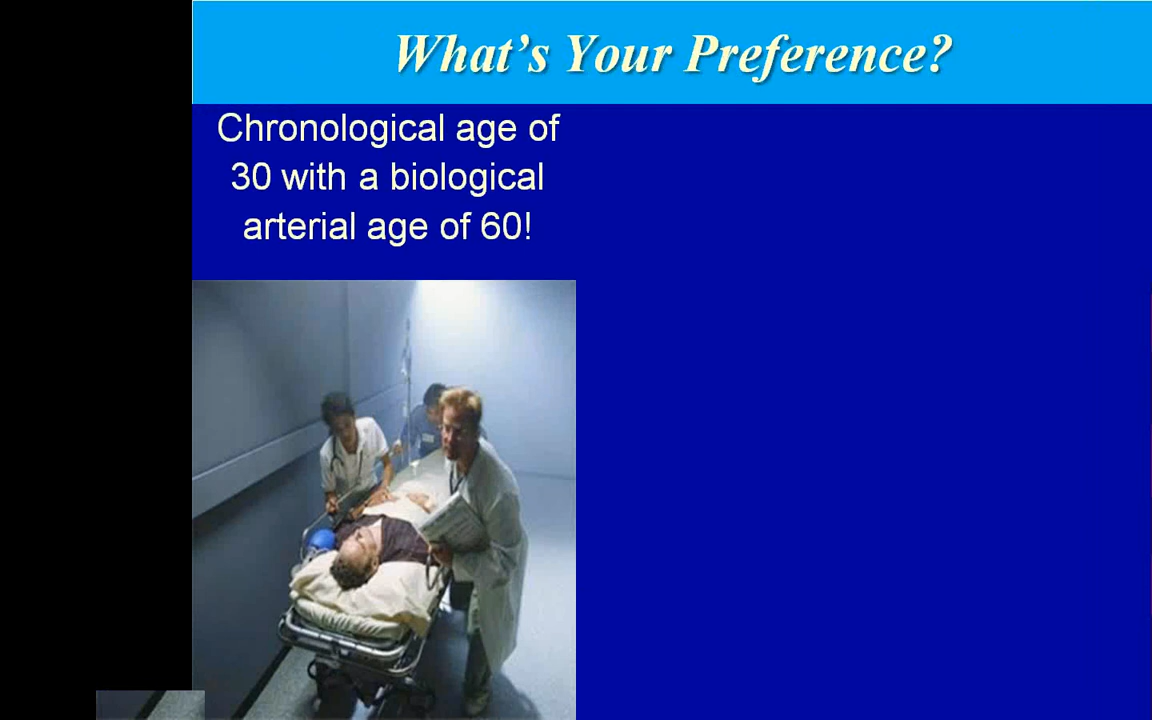 What's Your Preference?
Chronological age of
30 with a biological
arterial age of 60!